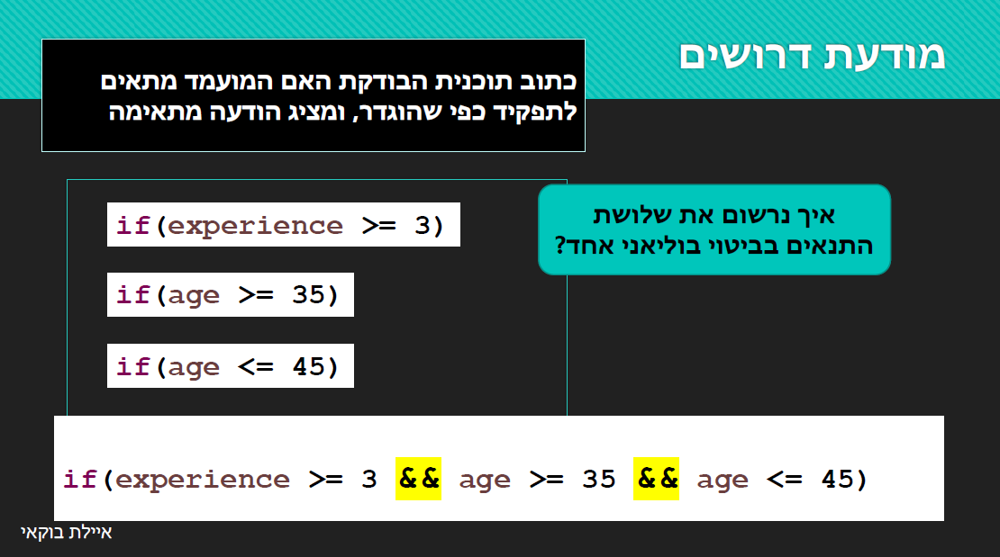 מודעת דרושים
כתוב תוכנית הבודקת האם המועמד מתאים
לתפקיד כפי שהוגדר, ומציג הודעה מתאימה
איך נרשום את שלושת
התנאים בביטוי בוליאני אחד?
if(experience >= 3)
if(age >= 35)
if(age <= 45)
if(experience >= 3 && age >= 35 && age <= 45)
איילת בוקאי